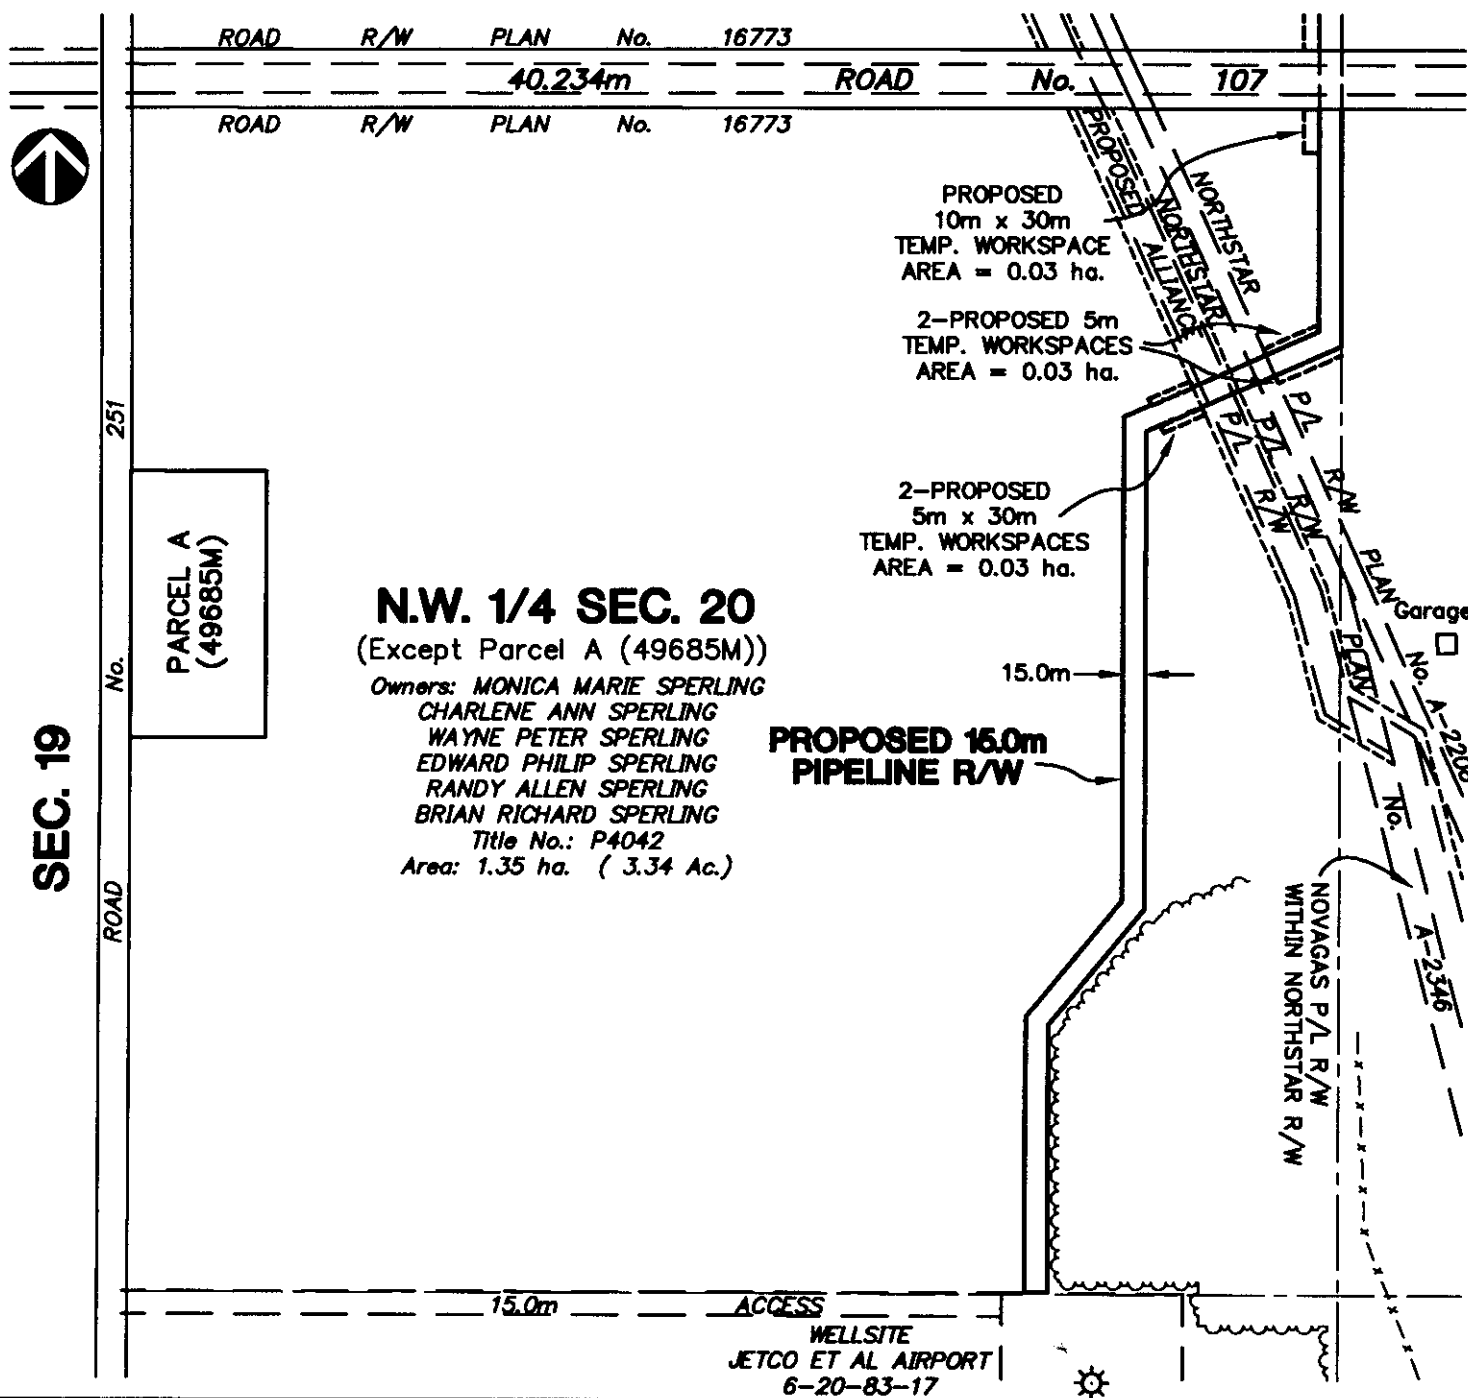 ROAD R/W PLAN No. 16773
40.234m ROAD No. 107
ROAD R/W PLAN No. 16773
PROPOSED
10m x 30m
TEMP. WORKSPACE
AREA = 0.03 ha.
2-PROPOSED 5m
TEMP. WORKSPACES
AREA = 0.03 ha.
2-PROPOSED
5m x 30m
TEMP. WORKSPACES
AREA = 0.03 ha.
PROPOSED ALLIANCE P/L R/W
NORTHSTAR P/L R/W PLAN No. A-2346
NORTHSTAR P/L R/W PLAN No. A-2206
Garage
ROAD No. 251
PARCEL A
(49685M)
SEC. 19
N.W. 1/4 SEC. 20
(Except Parcel A (49685M))
Owners: MONICA MARIE SPERLING
CHARLENE ANN SPERLING
WAYNE PETER SPERLING
EDWARD PHILIP SPERLING
RANDY ALLEN SPERLING
BRIAN RICHARD SPERLING
Title No.: P4042
Area: 1.35 ha. ( 3.34 Ac.)
15.0m
PROPOSED 15.0m
PIPELINE R/W
NOVAGAS P/L R/W
WITHIN NORTHSTAR R/W
15.0m ACCESS
WELLSITE
JETCO ET AL AIRPORT
6-20-83-17